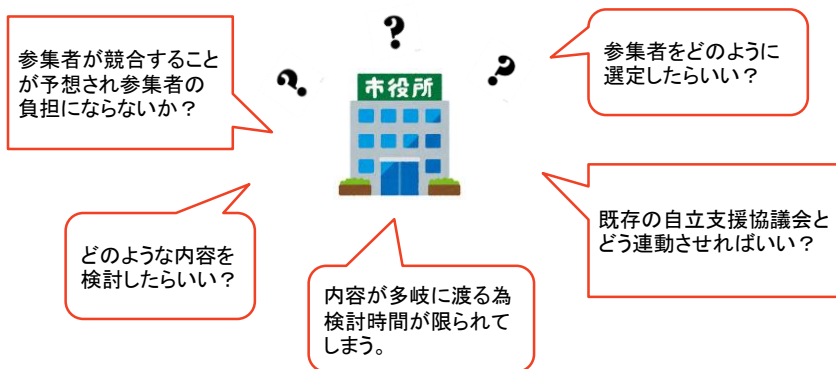 ?
?
?
市役所
参集者が競合すること
が予想され参集者の
負担にならないか？
参集者をどのように
選定したらいい？
どのような内容を
検討したらいい？
内容が多岐に渡る為
検討時間が限られて
しまう。
既存の自立支援協議会と
どう連動させればいい？